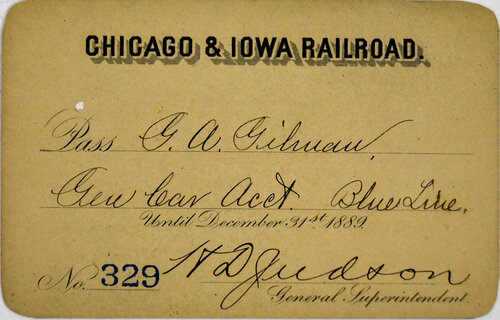 CHICAGO & IOWA RAILROAD.
Pass G. A. Gilman,
Gen Car Acct. Blue Line,
Until December 31st 1889.
No. 329 H D Judson
General Superintendent.